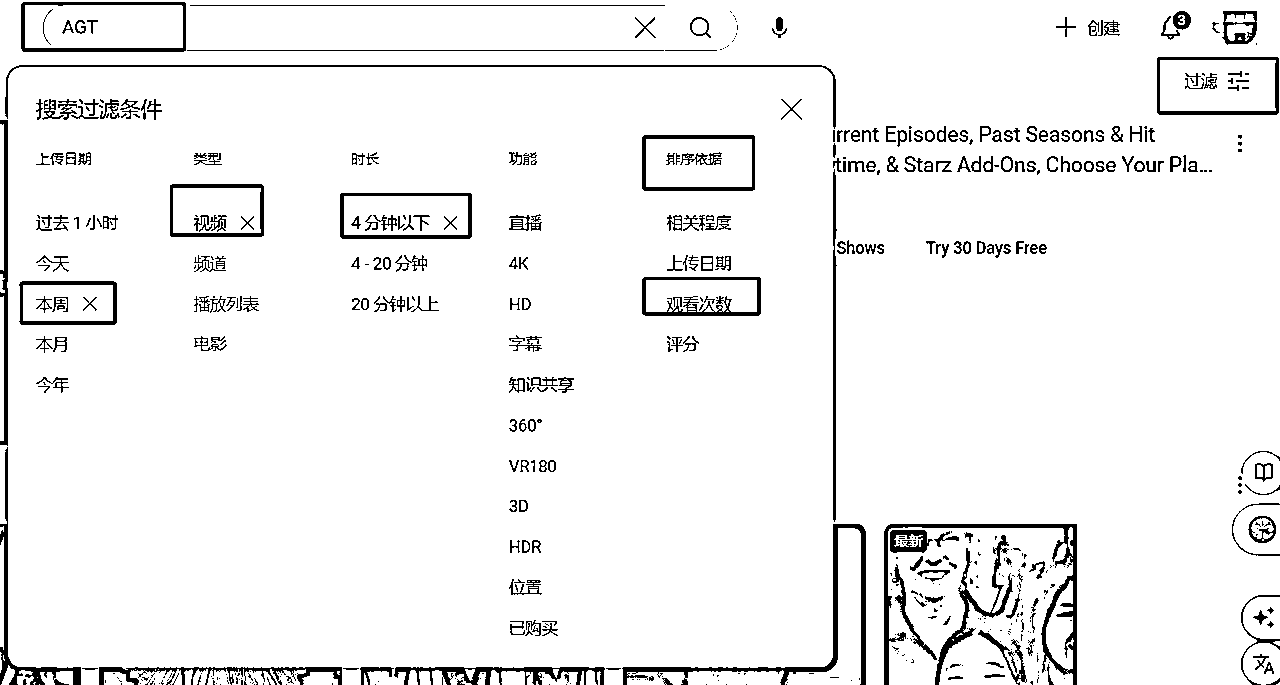 AGT
创建
3
过滤
搜索过滤条件
rrent Episodes, Past Seasons & Hit
time, & Starz Add-Ons, Choose Your Pla...
Shows
Try 30 Days Free
上传日期
过去 1 小时
今天
本周
本月
今年
类型
视频
频道
播放列表
电影
时长
4 分钟以下
4 - 20 分钟
20 分钟以上
功能
直播
4K
HD
字幕
知识共享
360°
VR180
3D
HDR
位置
已购买
排序依据
相关程度
上传日期
观看次数
评分
最新